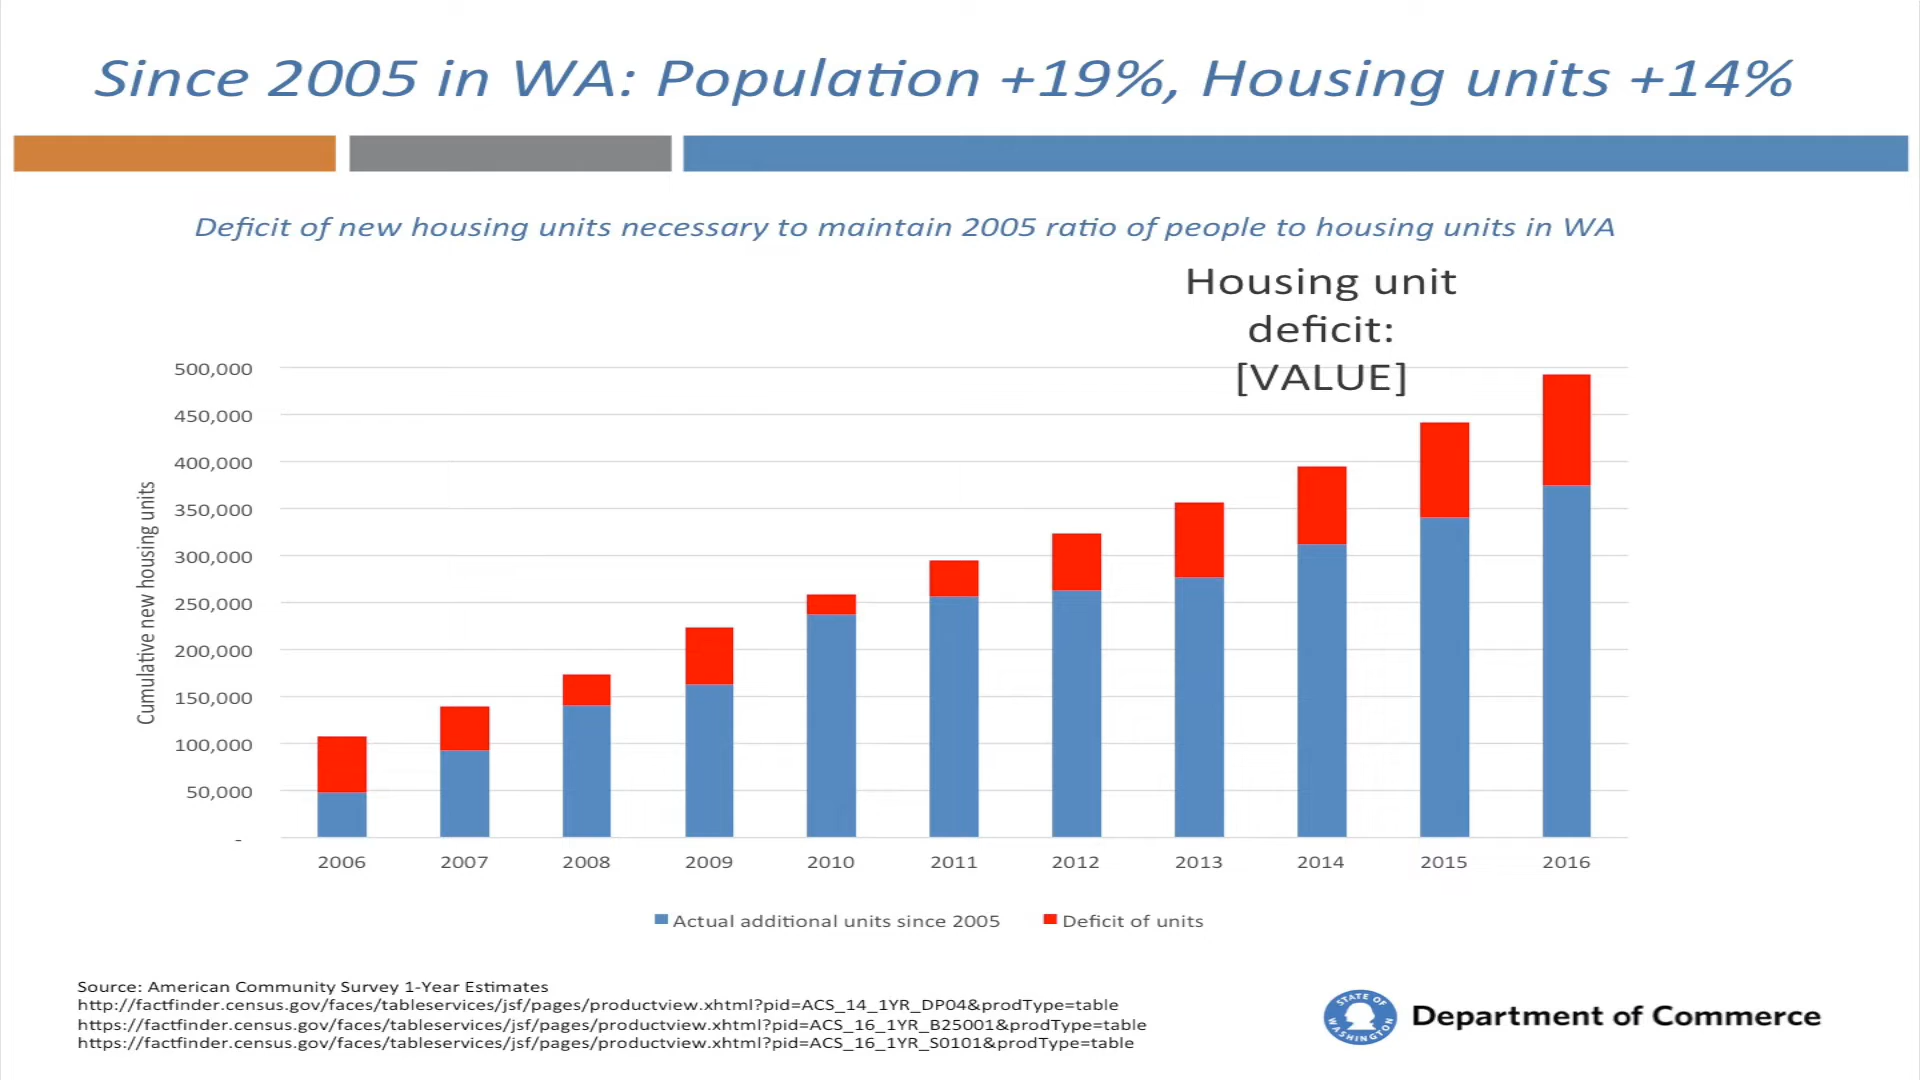 Since 2005 in WA: Population +19%, Housing units +14%
Deficit of new housing units necessary to maintain 2005 ratio of people to housing units in WA
Housing unit
deficit:
[VALUE]
Cumulative new housing units
500,000
450,000
400,000
350,000
300,000
250,000
200,000
150,000
100,000
50,000
-
2006 2007 2008 2009 2010 2011 2012 2013 2014 2015 2016
Actual additional units since 2005 Deficit of units
Source: American Community Survey 1-Year Estimates
http://factfinder.census.gov/faces/tableservices/jsf/pages/productview.xhtml?pid=ACS_14_1YR_DP04&prodType=table
https://factfinder.census.gov/faces/tableservices/jsf/pages/productview.xhtml?pid=ACS_16_1YR_B25001&prodType=table
https://factfinder.census.gov/faces/tableservices/jsf/pages/productview.xhtml?pid=ACS_16_1YR_S0101&prodType=table
STATE OF
WASHINGTON
Department of Commerce